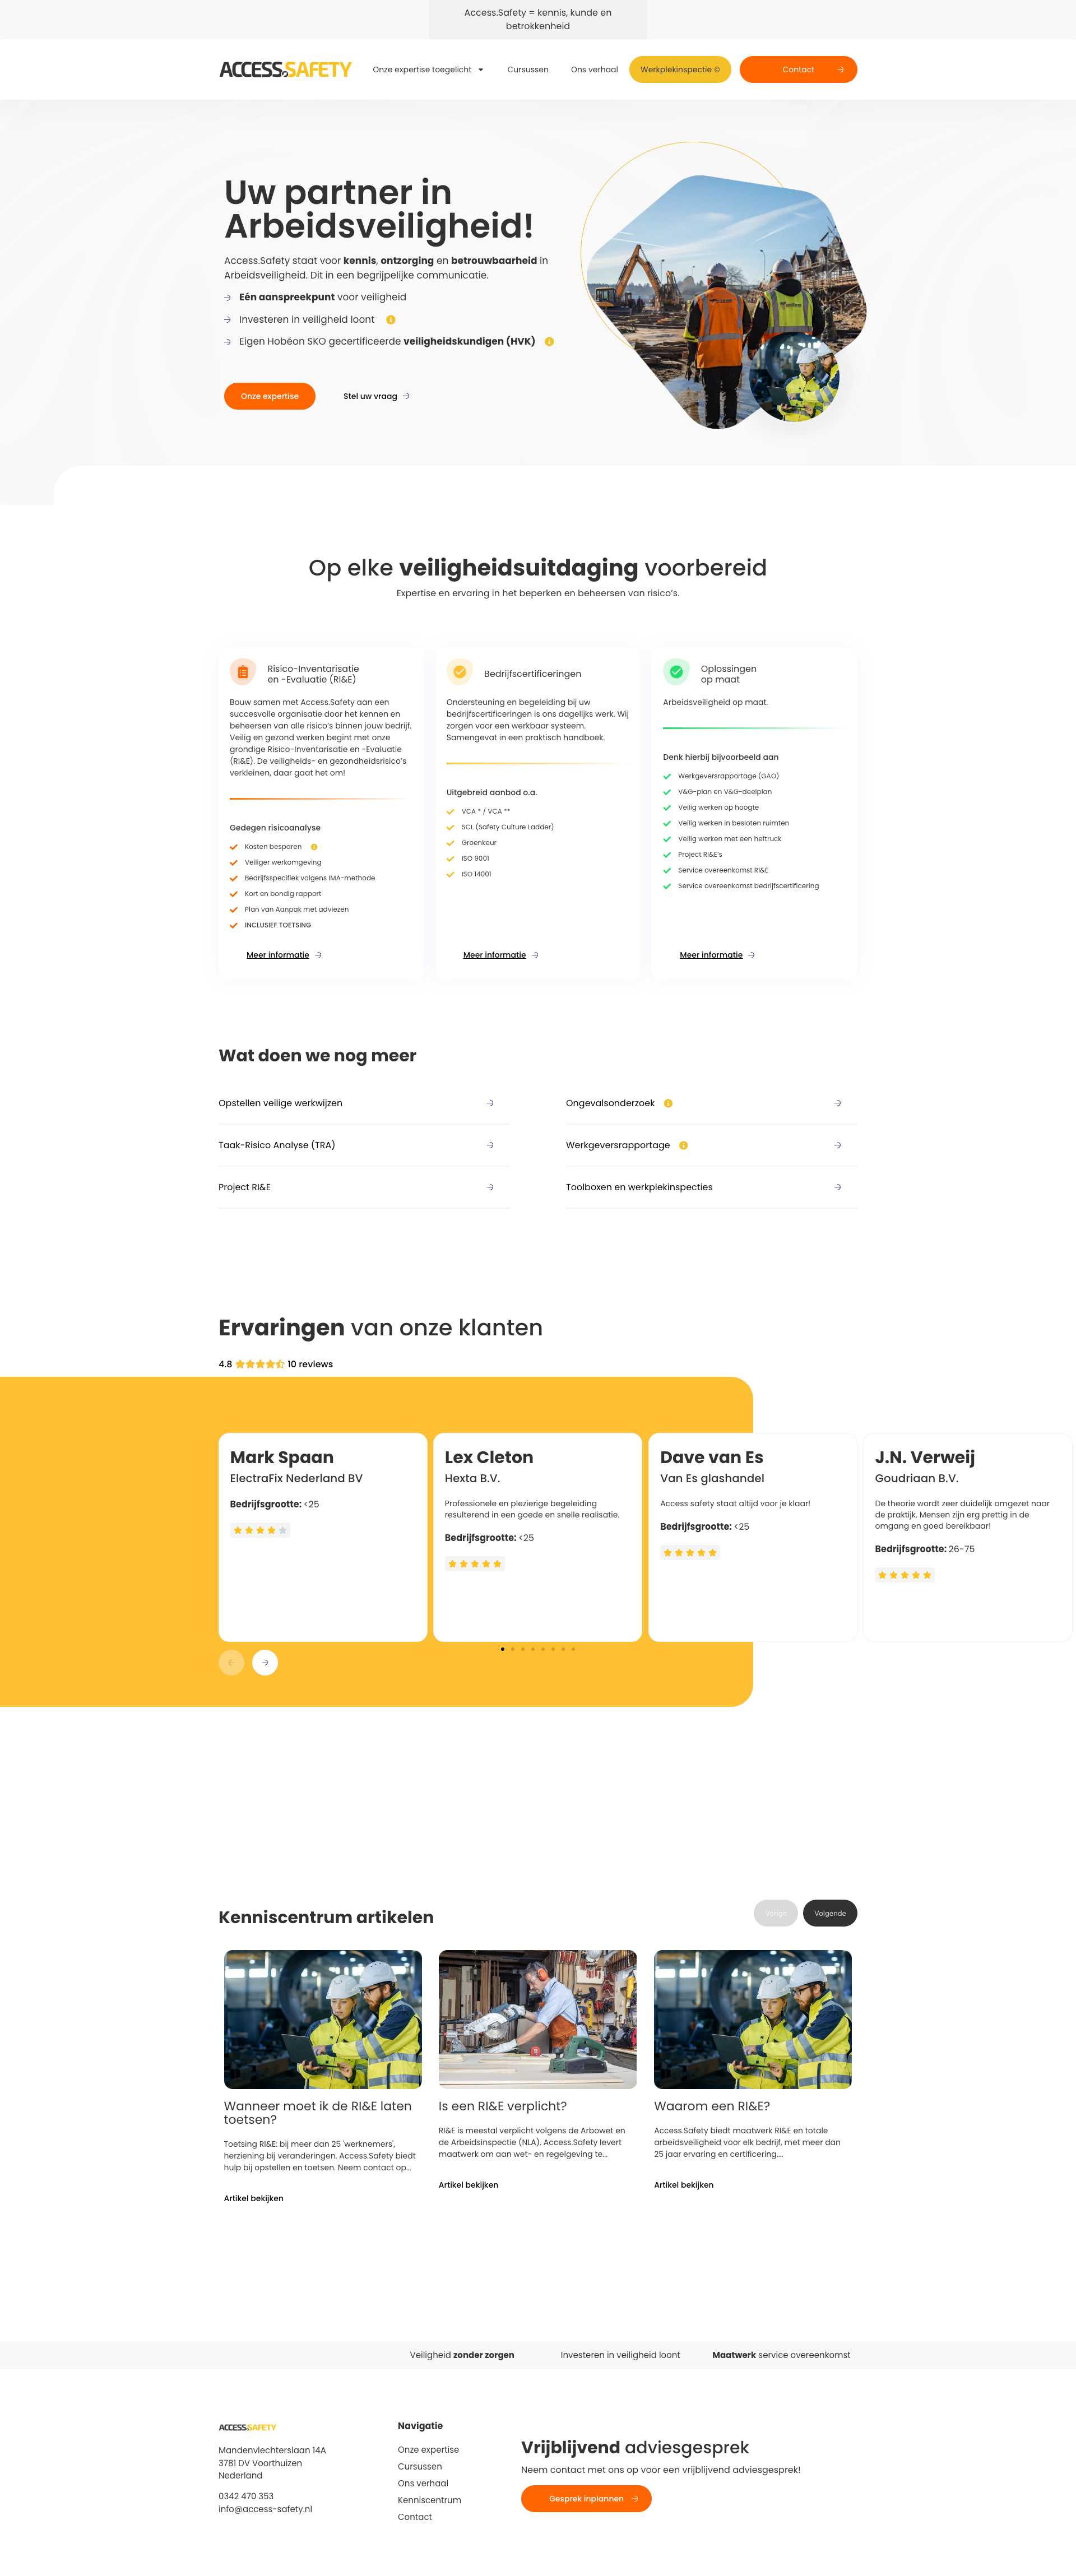 Access.Safety = kennis, kunde en
betrokkenheid
ACCESS.SAFETY
Onze expertise toegelicht
Cursussen
Ons verhaal
Werkplekinspectie ©
Contact
Uw partner in
Arbeidsveiligheid!
Access.Safety staat voor kennis, ontzorging en betrouwbaarheid in
Arbeidsveiligheid. Dit in een begrijpelijke communicatie.
Eén aanspreekpunt voor veiligheid
Investeren in veiligheid loont
Eigen Hobéon SKO gecertificeerde veiligheidskundigen (HVK)
Onze expertise
Stel uw vraag
Op elke veiligheidsuitdaging voorbereid
Expertise en ervaring in het beperken en beheersen van risico's.
Risico-Inventarisatie
en -Evaluatie (RI&E)
Bouw samen met Access.Safety aan een
succesvolle organisatie door het kennen en
beheersen van alle risico's binnen jouw bedrijf.
Veilig en gezond werken begint met onze
grondige Risico-Inventarisatie en -Evaluatie
(RI&E). De veiligheids- en gezondheidsrisico's
verkleinen, daar gaat het om!
Gedegen risicoanalyse
Kosten besparen
Veiliger werkomgeving
Bedrijfsspecifiek volgens IMA-methode
Kort en bondig rapport
Plan van Aanpak met adviezen
INCLUSIEF TOETSING
Meer informatie
Bedrijfscertificeringen
Ondersteuning en begeleiding bij uw
bedrijfscertificeringen is ons dagelijks werk. Wij
zorgen voor een werkbaar systeem.
Samengevat in een praktisch handboek.
Uitgebreid aanbod o.a.
VCA * / VCA **
SCL (Safety Culture Ladder)
Groenkeur
ISO 9001
ISO 14001
Meer informatie
Oplossingen
op maat
Arbeidsveiligheid op maat.
Denk hierbij bijvoorbeeld aan
Werkgeversrapportage (GAO)
V&G-plan en V&G-deelplan
Veilig werken op hoogte
Veilig werken in besloten ruimten
Veilig werken met een heftruck
Project RI&E's
Service overeenkomst RI&E
Service overeenkomst bedrijfscertificering
Meer informatie
Wat doen we nog meer
Opstellen veilige werkwijzen
Ongevalsonderzoek
Taak-Risico Analyse (TRA)
Werkgeversrapportage
Project RI&E
Toolboxen en werkplekinspecties
Ervaringen van onze klanten
4.8 10 reviews
Mark Spaan
ElectraFix Nederland BV
Bedrijfsgrootte: <25
Lex Cleton
Hexta B.V.
Professionele en plezierige begeleiding
resulterend in een goede en snelle realisatie.
Bedrijfsgrootte: <25
Dave van Es
Van Es glashandel
Access safety staat altijd voor je klaar!
Bedrijfsgrootte: <25
J.N. Verweij
Goudriaan B.V.
De theorie wordt zeer duidelijk omgezet naar
de praktijk. Mensen zijn erg prettig in de
omgang en goed bereikbaar!
Bedrijfsgrootte: 26-75
Kenniscentrum artikelen
Vorige
Volgende
Wanneer moet ik de RI&E laten
toetsen?
Toetsing RI&E: bij meer dan 25 'werknemers',
herziening bij veranderingen. Access.Safety biedt
hulp bij opstellen en toetsen. Neem contact op...
Artikel bekijken
Is een RI&E verplicht?
RI&E is meestal verplicht volgens de Arbowet en
de Arbeidsinspectie (NLA). Access.Safety levert
maatwerk om aan wet- en regelgeving te...
Artikel bekijken
Waarom een RI&E?
Access.Safety biedt maatwerk RI&E en totale
arbeidsveiligheid voor elk bedrijf, met meer dan
25 jaar ervaring en certificering....
Artikel bekijken
Veiligheid zonder zorgen
Investeren in veiligheid loont
Maatwerk service overeenkomst
ACCESS.SAFETY
Mandenvlechterslaan 14A
3781 DV Voorthuizen
Nederland
0342 470 353
info@access-safety.nl
Navigatie
Onze expertise
Cursussen
Ons verhaal
Kenniscentrum
Contact
Vrijblijvend adviesgesprek
Neem contact met ons op voor een vrijblijvend adviesgesprek!
Gesprek inplannen